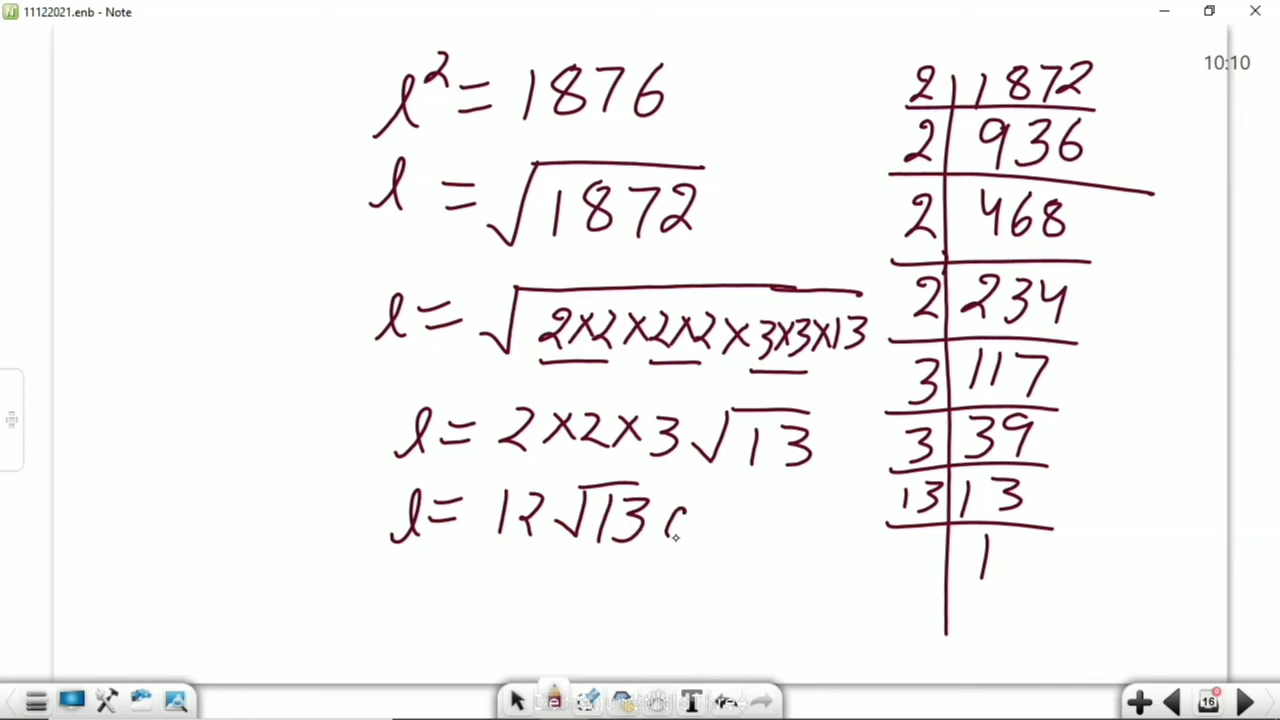 11122021.enb - Note
10:10
l² = 1876
l = √1872
l = √2×2×2×2×3×3×13
l = 2×2×3√13
l = 12√13 c
2 | 1872
2 | 936
2 | 468
2 | 234
3 | 117
3 | 39
13 | 13
1
T
16